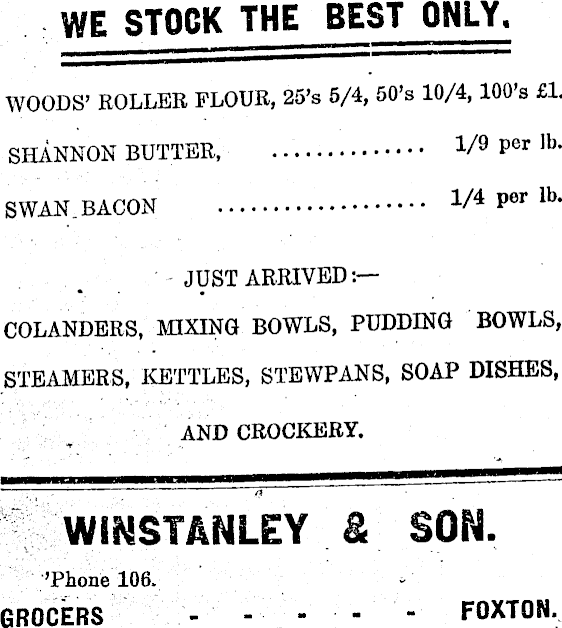 WE STOCK THE BEST ONLY.
WOODS' ROLLER FLOUR, 25's 5/4, 50's 10/4, 100's £1.
SHANNON BUTTER, .............. 1/9 per lb.
SWAN BACON ................... 1/4 per lb.
JUST ARRIVED:—
COLANDERS, MIXING BOWLS, PUDDING BOWLS,
STEAMERS, KETTLES, STEWPANS, SOAP DISHES,
AND CROCKERY.
WINSTANLEY & SON.
'Phone 106.
GROCERS - - - - - FOXTON.